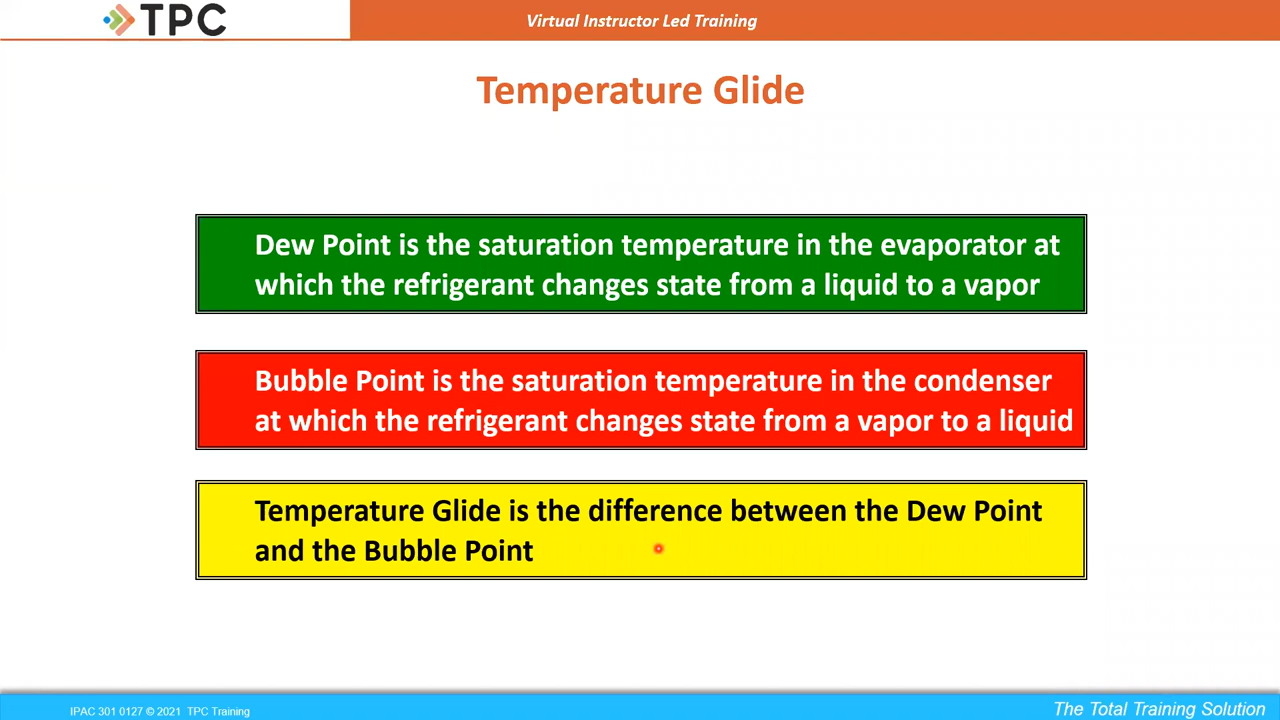 TPC
Virtual Instructor Led Training
Temperature Glide
Dew Point is the saturation temperature in the evaporator at
which the refrigerant changes state from a liquid to a vapor
Bubble Point is the saturation temperature in the condenser
at which the refrigerant changes state from a vapor to a liquid
Temperature Glide is the difference between the Dew Point
and the Bubble Point
IPAC 301 0127 © 2021 TPC Training
The Total Training Solution